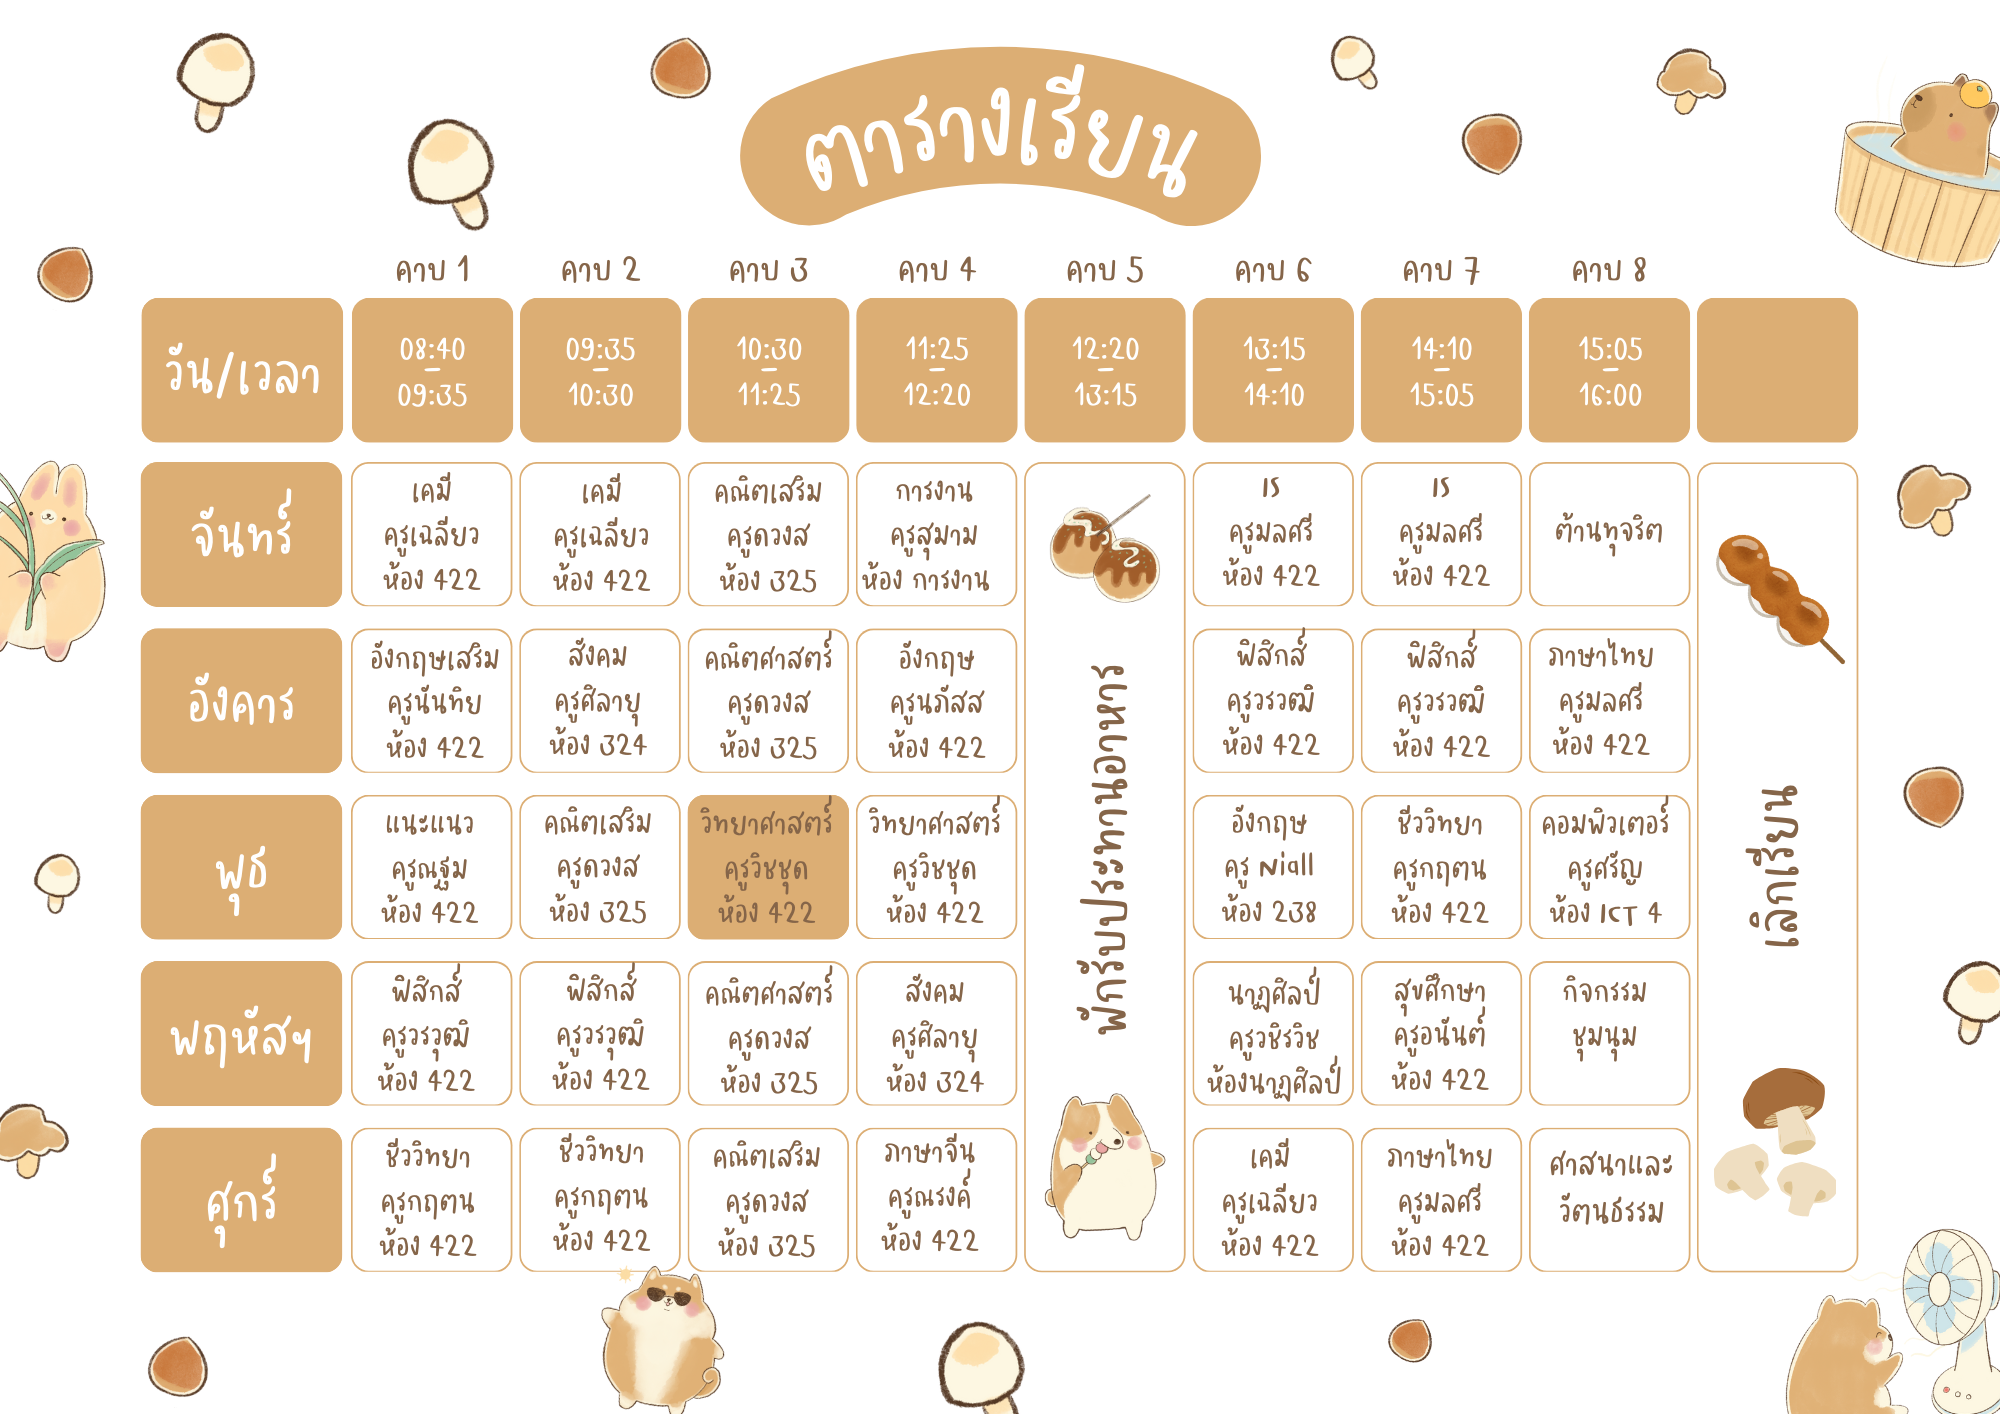 ตารางเรียน
คาบ 1
คาบ 2
คาบ 3
คาบ 4
คาบ 5
คาบ 6
คาบ 7
คาบ 8
วัน/เวลา
08:40
–
09:35
09:35
–
10:30
10:30
–
11:25
11:25
–
12:20
12:20
–
13:15
13:15
–
14:10
14:10
–
15:05
15:05
–
16:00
จันทร์
เคมี
ครูเฉลียว
ห้อง 422
เคมี
ครูเฉลียว
ห้อง 422
คณิตเสริม
ครูดวงส
ห้อง 325
การงาน
ครูสุมาม
ห้อง การงาน
พักรับประทานอาหาร
IS
ครูมลศรี
ห้อง 422
IS
ครูมลศรี
ห้อง 422
ต้านทุจริต
เลิกเรียน
อังคาร
อังกฤษเสริม
ครูนันทิย
ห้อง 422
สังคม
ครูศิลายุ
ห้อง 324
คณิตศาสตร์
ครูดวงส
ห้อง 325
อังกฤษ
ครูนภัสส
ห้อง 422
ฟิสิกส์
ครูวรวุฒิ
ห้อง 422
ฟิสิกส์
ครูวรวุฒิ
ห้อง 422
ภาษาไทย
ครูมลศรี
ห้อง 422
พุธ
แนะแนว
ครูณฐม
ห้อง 422
คณิตเสริม
ครูดวงส
ห้อง 325
วิทยาศาสตร์
ครูวิชชุด
ห้อง 422
วิทยาศาสตร์
ครูวิชชุด
ห้อง 422
อังกฤษ
ครู Niall
ห้อง 238
ชีววิทยา
ครูกฤตน
ห้อง 422
คอมพิวเตอร์
ครูศรัญ
ห้อง ICT 4
พฤหัสฯ
ฟิสิกส์
ครูวรวุฒิ
ห้อง 422
ฟิสิกส์
ครูวรวุฒิ
ห้อง 422
คณิตศาสตร์
ครูดวงส
ห้อง 325
สังคม
ครูศิลายุ
ห้อง 324
นาฏศิลป์
ครูวชิรวิช
ห้องนาฏศิลป์
สุขศึกษา
ครูอนันต์
ห้อง 422
กิจกรรม
ชุมนุม
ศุกร์
ชีววิทยา
ครูกฤตน
ห้อง 422
ชีววิทยา
ครูกฤตน
ห้อง 422
คณิตเสริม
ครูดวงส
ห้อง 325
ภาษาจีน
ครูณรงค์
ห้อง 422
เคมี
ครูเฉลียว
ห้อง 422
ภาษาไทย
ครูมลศรี
ห้อง 422
ศาสนาและ
วัฒนธรรม